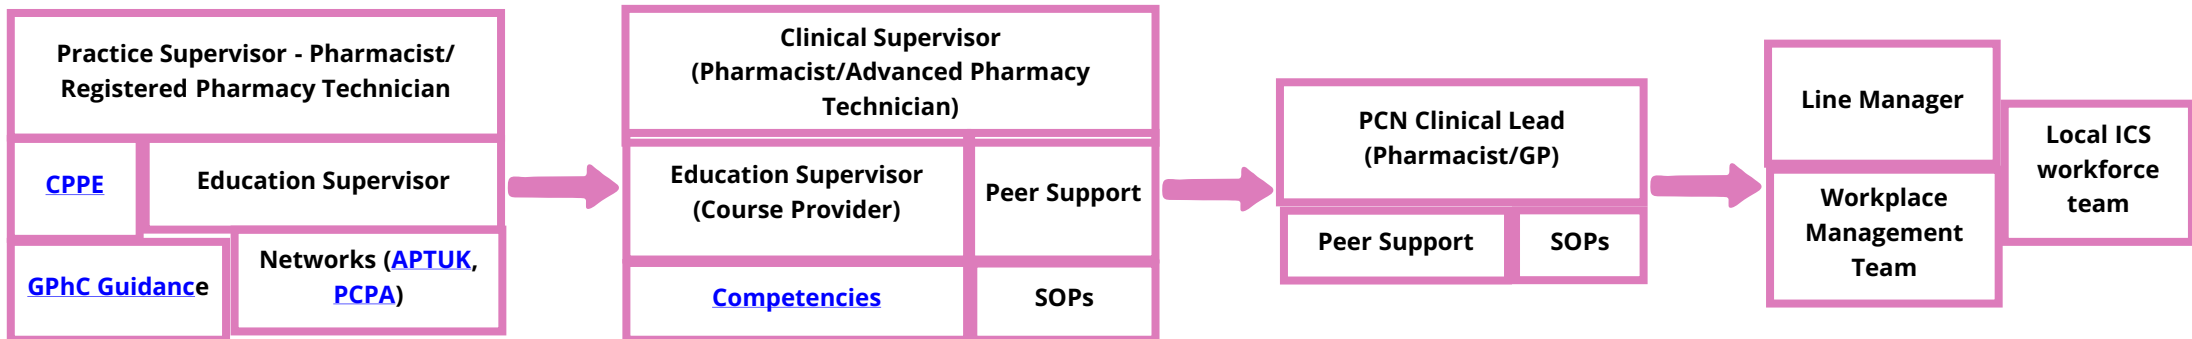 Practice Supervisor - Pharmacist/
Registered Pharmacy Technician
CPPE
Education Supervisor
GPhC Guidance
Networks (APTUK,
PCPA)
Clinical Supervisor
(Pharmacist/Advanced Pharmacy
Technician)
Education Supervisor
(Course Provider)
Peer Support
Competencies
SOPs
PCN Clinical Lead
(Pharmacist/GP)
Peer Support
SOPs
Line Manager
Workplace
Management
Team
Local ICS
workforce
team